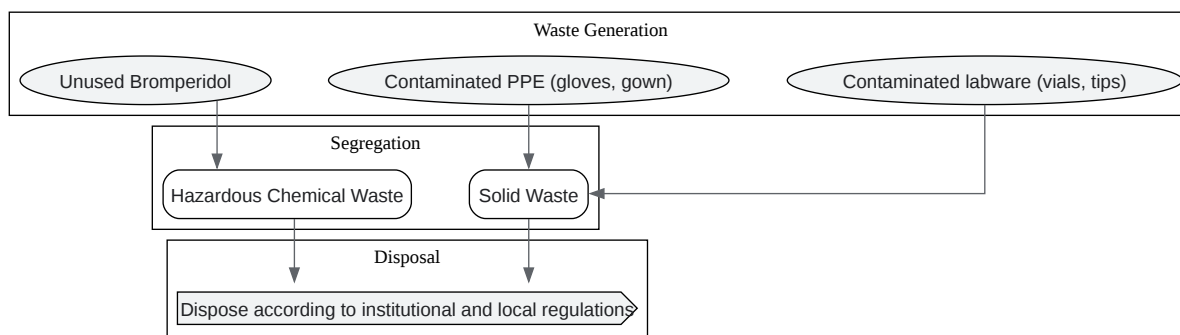 Waste Generation
Unused Bromperidol
Contaminated PPE (gloves, gown)
Contaminated labware (vials, tips)
Segregation
Hazardous Chemical Waste
Solid Waste
Disposal
Dispose according to institutional and local regulations